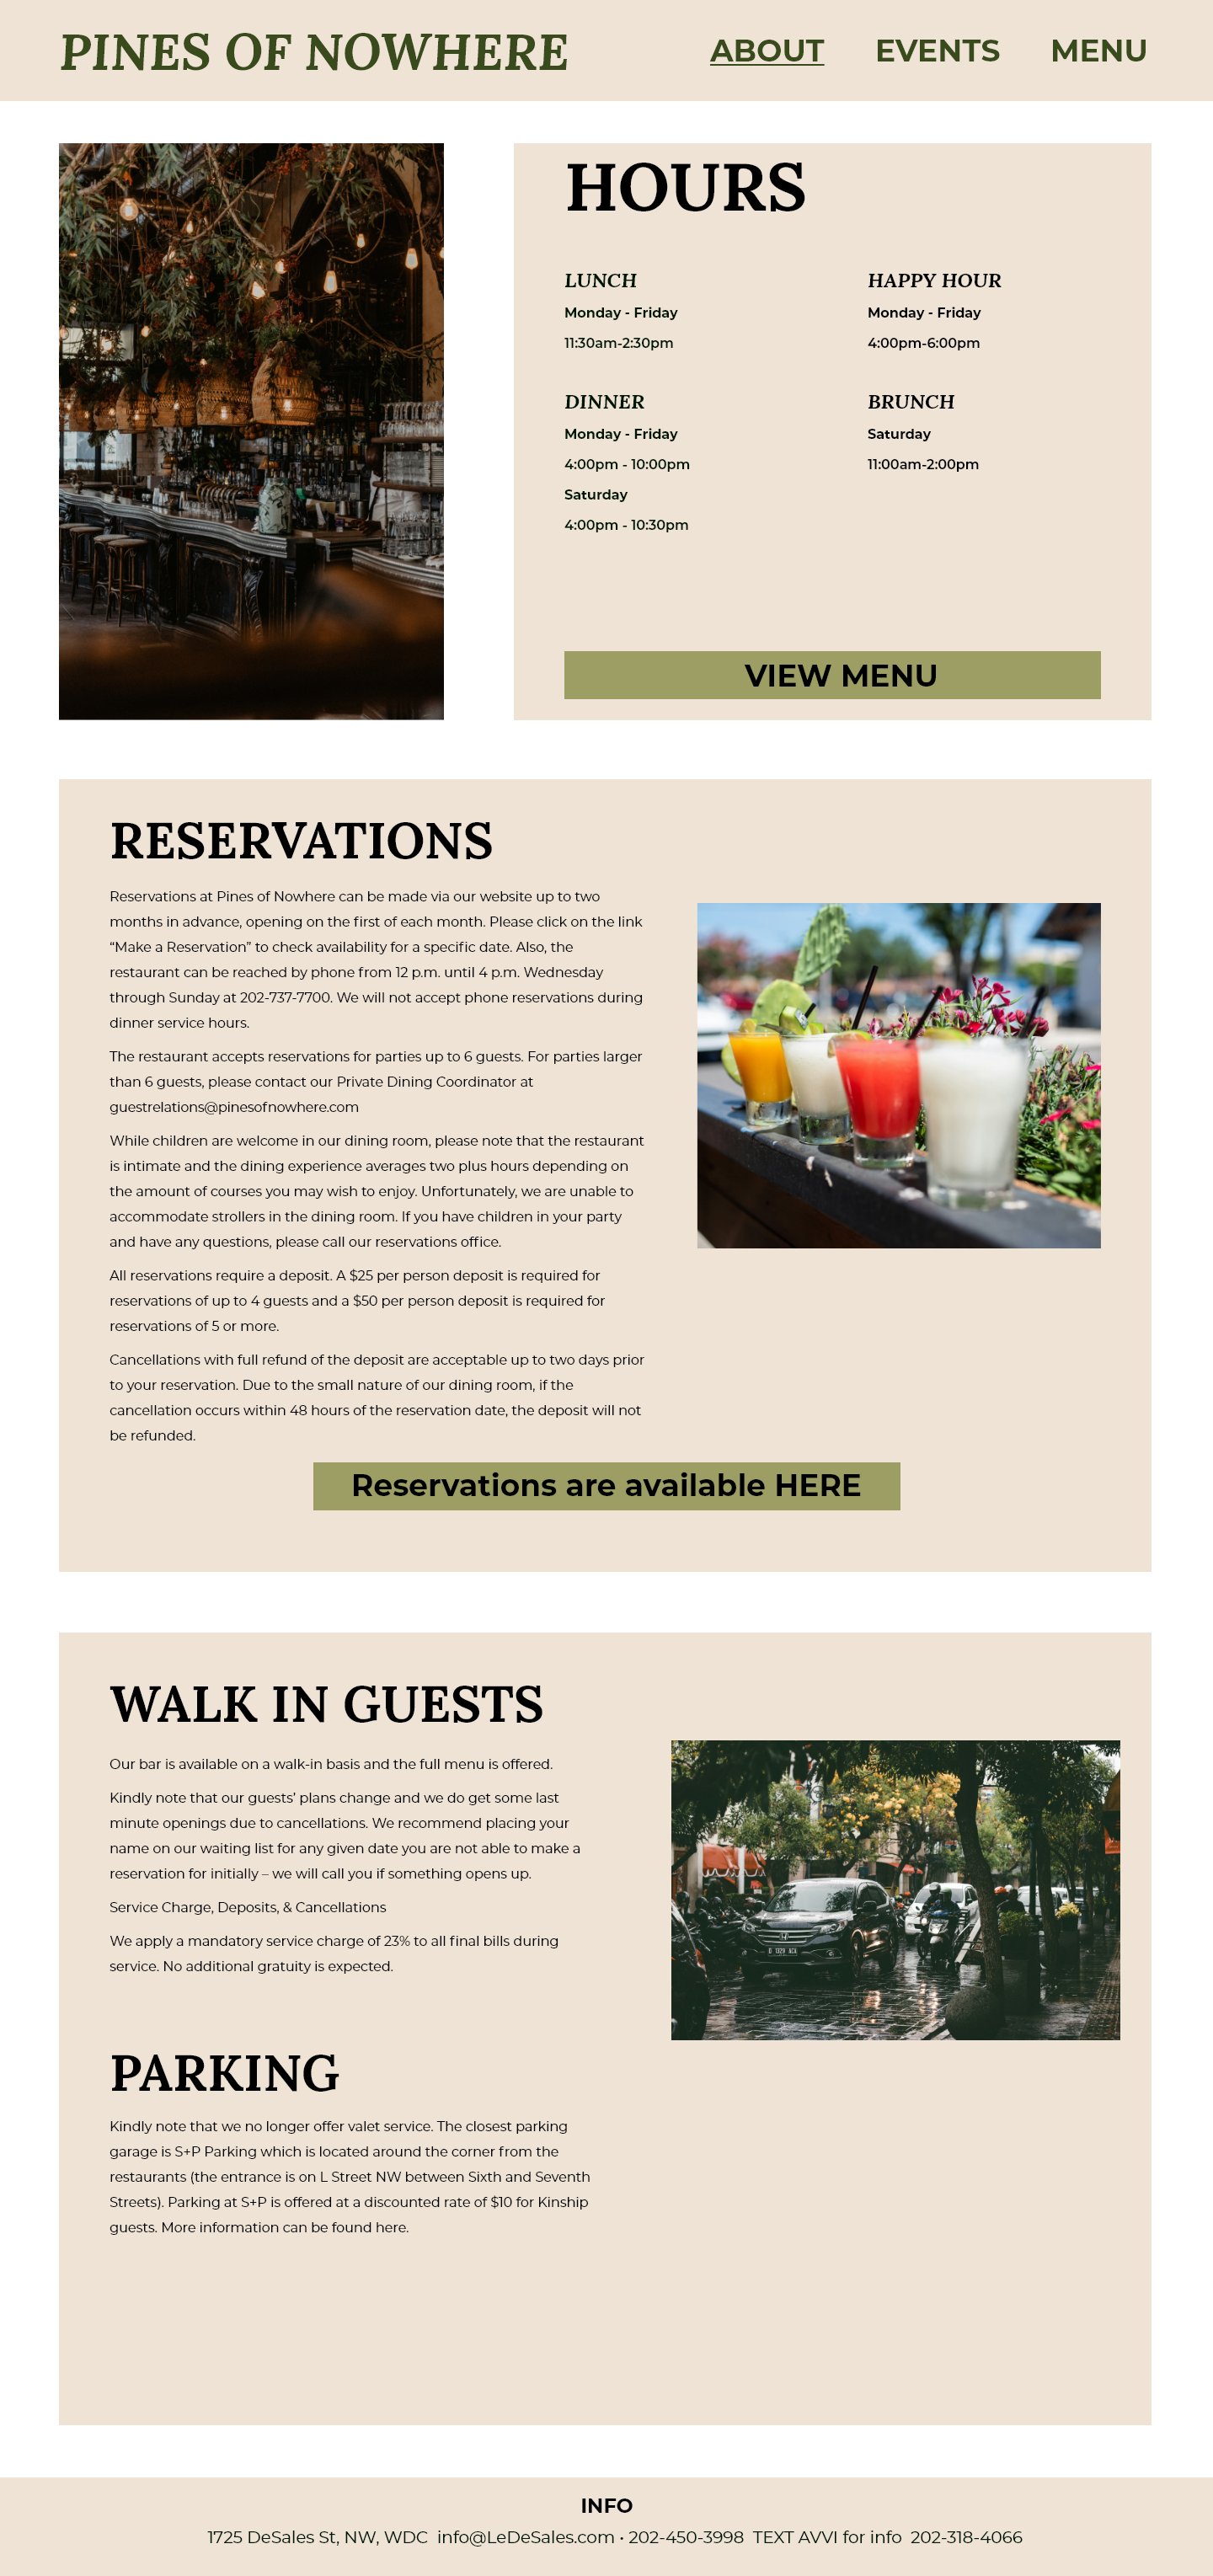 PINES OF NOWHERE
ABOUT
EVENTS
MENU
HOURS
LUNCH
Monday - Friday
11:30am-2:30pm
HAPPY HOUR
Monday - Friday
4:00pm-6:00pm
DINNER
Monday - Friday
4:00pm - 10:00pm
Saturday
4:00pm - 10:30pm
BRUNCH
Saturday
11:00am-2:00pm
VIEW MENU
RESERVATIONS
Reservations at Pines of Nowhere can be made via our website up to two
months in advance, opening on the first of each month. Please click on the link
“Make a Reservation” to check availability for a specific date. Also, the
restaurant can be reached by phone from 12 p.m. until 4 p.m. Wednesday
through Sunday at 202-737-7700. We will not accept phone reservations during
dinner service hours.
The restaurant accepts reservations for parties up to 6 guests. For parties larger
than 6 guests, please contact our Private Dining Coordinator at
guestrelations@pinesofnowhere.com
While children are welcome in our dining room, please note that the restaurant
is intimate and the dining experience averages two plus hours depending on
the amount of courses you may wish to enjoy. Unfortunately, we are unable to
accommodate strollers in the dining room. If you have children in your party
and have any questions, please call our reservations office.
All reservations require a deposit. A $25 per person deposit is required for
reservations of up to 4 guests and a $50 per person deposit is required for
reservations of 5 or more.
Cancellations with full refund of the deposit are acceptable up to two days prior
to your reservation. Due to the small nature of our dining room, if the
cancellation occurs within 48 hours of the reservation date, the deposit will not
be refunded.
Reservations are available HERE
WALK IN GUESTS
Our bar is available on a walk-in basis and the full menu is offered.
Kindly note that our guests’ plans change and we do get some last
minute openings due to cancellations. We recommend placing your
name on our waiting list for any given date you are not able to make a
reservation for initially – we will call you if something opens up.
Service Charge, Deposits, & Cancellations
We apply a mandatory service charge of 23% to all final bills during
service. No additional gratuity is expected.
PARKING
Kindly note that we no longer offer valet service. The closest parking
garage is S+P Parking which is located around the corner from the
restaurants (the entrance is on L Street NW between Sixth and Seventh
Streets). Parking at S+P is offered at a discounted rate of $10 for Kinship
guests. More information can be found here.
INFO
1725 DeSales St, NW, WDC info@LeDeSales.com • 202-450-3998 TEXT AVVI for info 202-318-4066